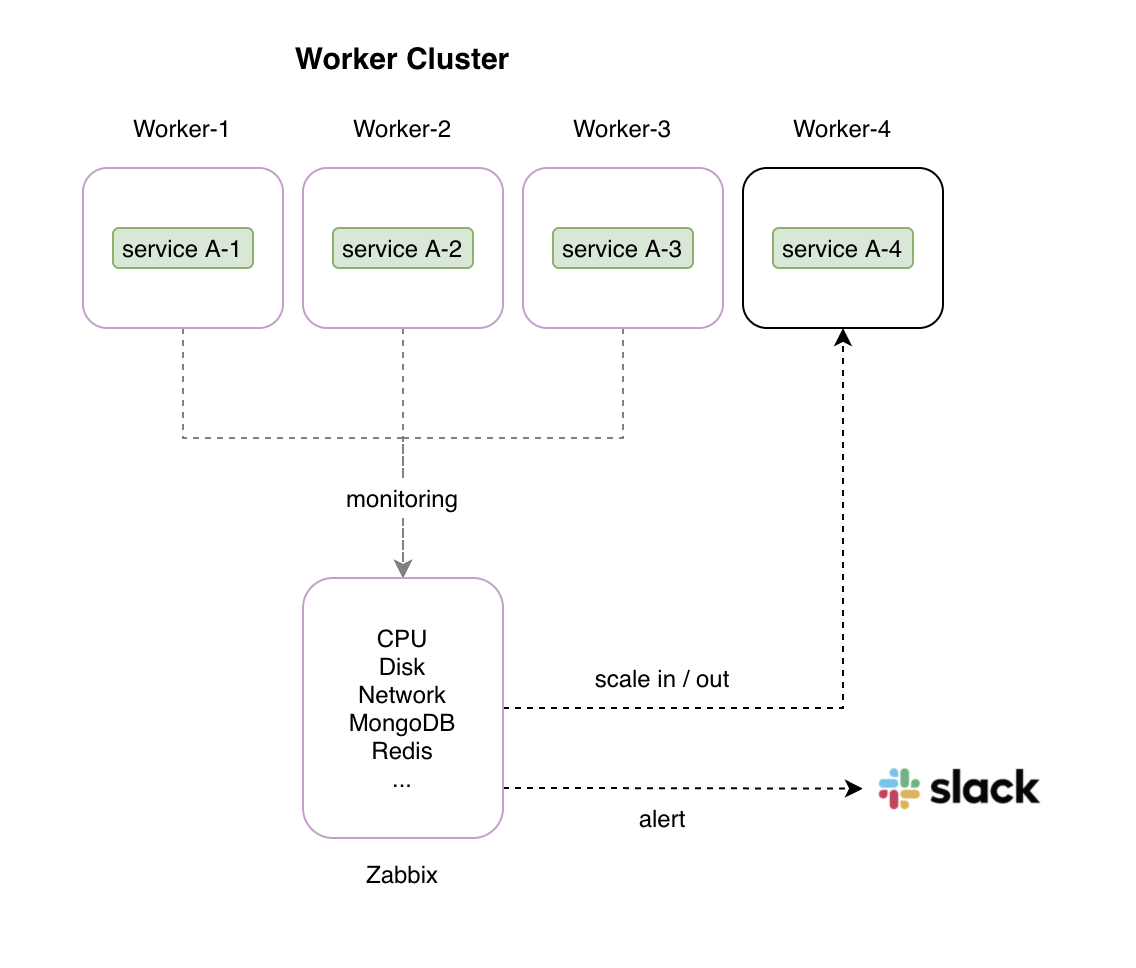 Worker Cluster
Worker-1
Worker-2
Worker-3
Worker-4
service A-1
service A-2
service A-3
service A-4
monitoring
CPU
Disk
Network
MongoDB
Redis
...
scale in / out
alert
slack
Zabbix